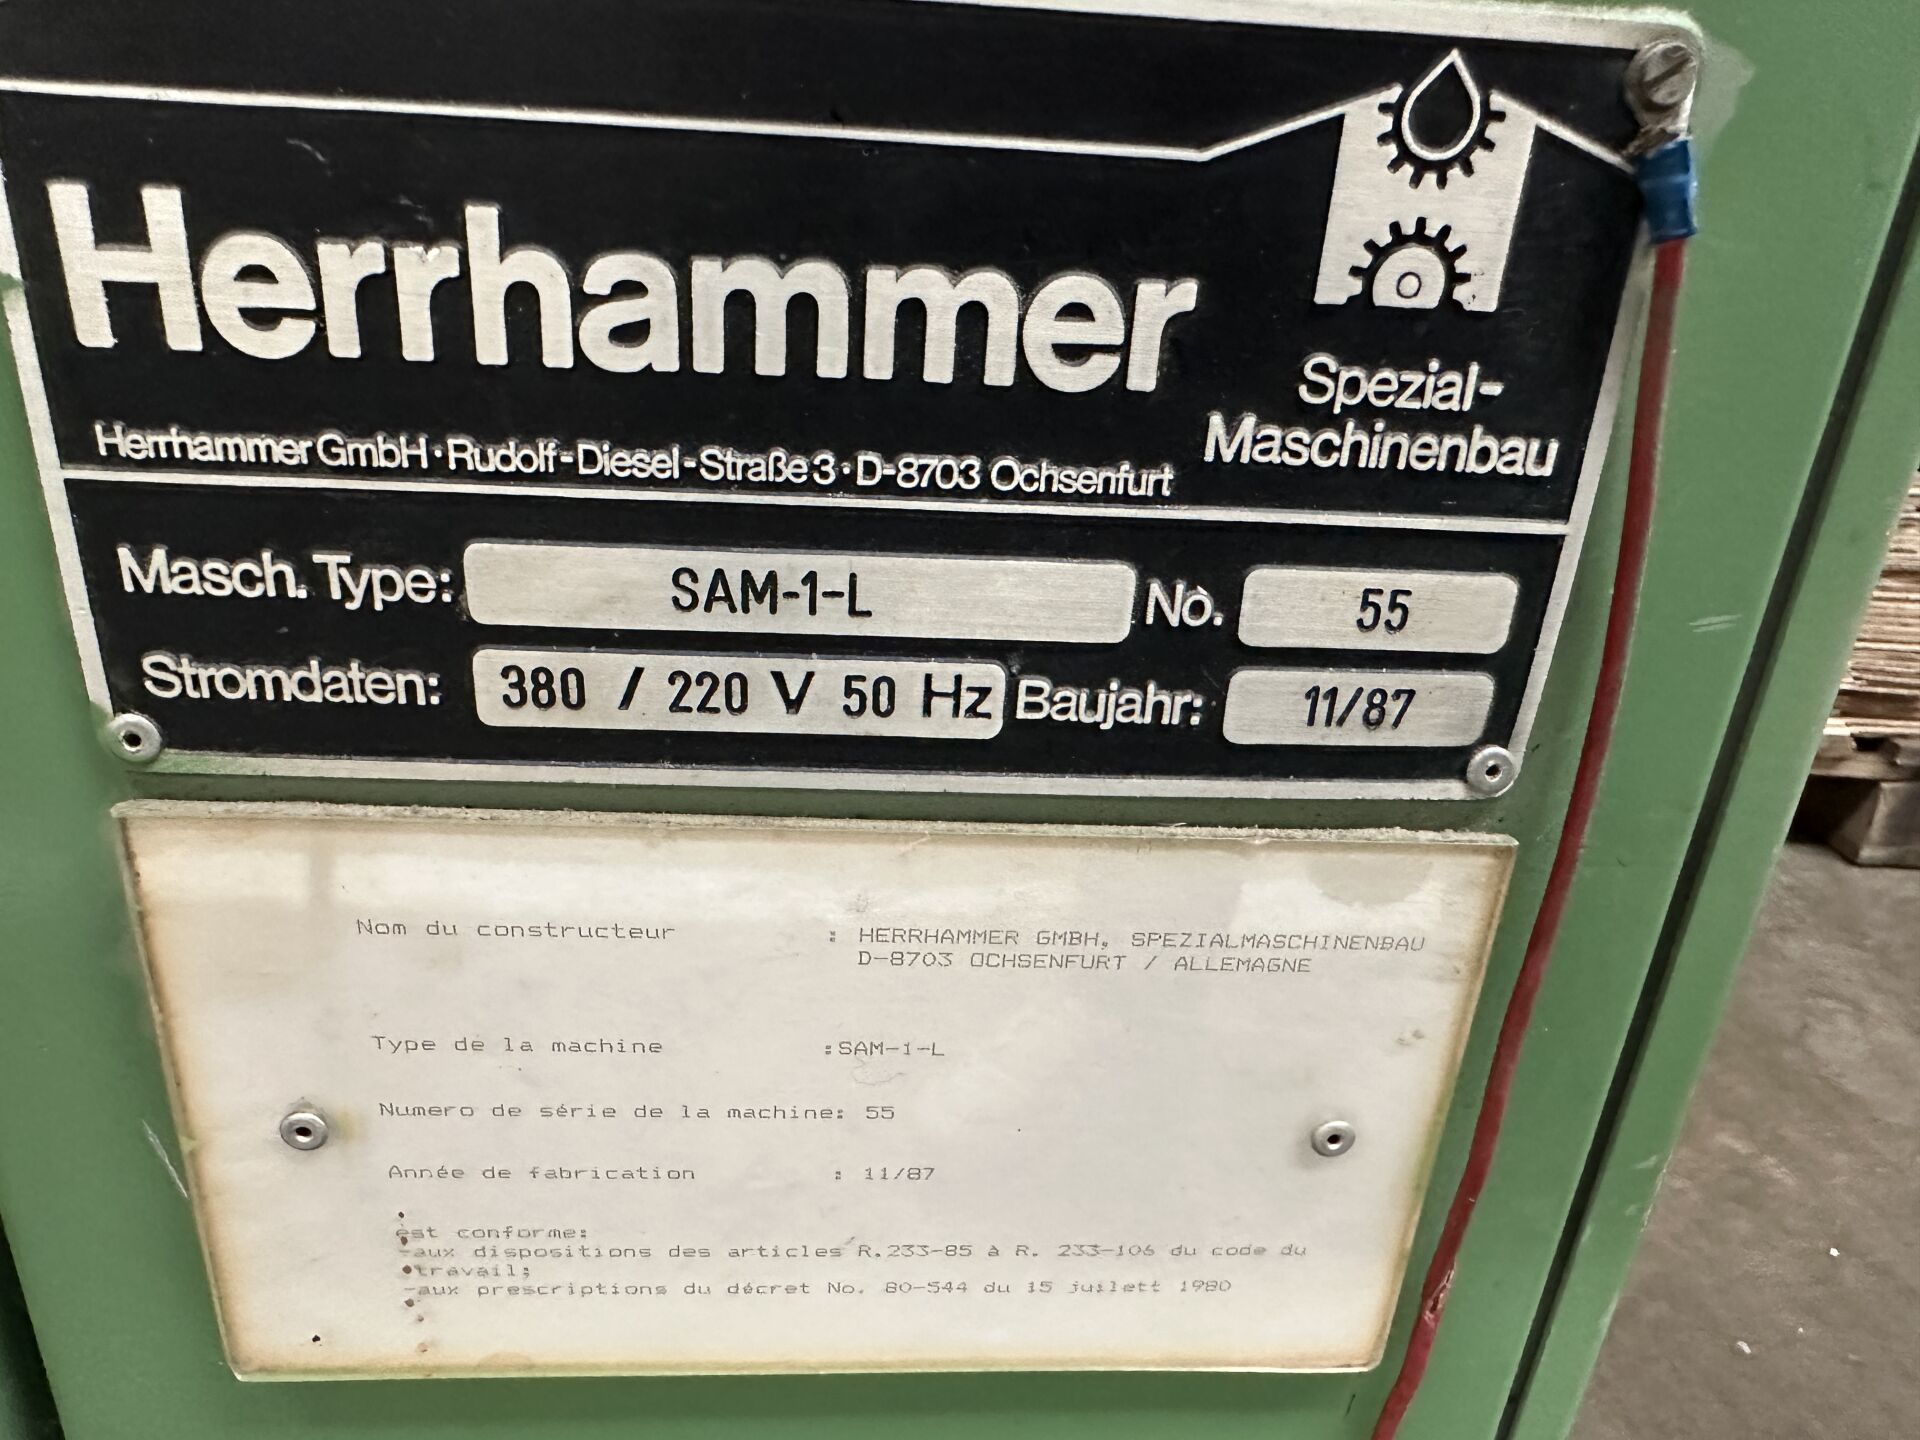 Herrhammer
Spezial-
Maschinenbau
Herrhammer GmbH · Rudolf-Diesel-Straße 3 · D-8703 Ochsenfurt
Masch. Type: SAM-1-L No. 55
Stromdaten: 380 / 220 V 50 Hz Baujahr: 11/87
Nom du constructeur : HERRHAMMER GMBH, SPEZIALMASCHINENBAU
D-8703 OCHSENFURT / ALLEMAGNE
Type de la machine :SAM-1-L
Numero de série de la machine: 55
Année de fabrication : 11/87
est conforme:
-aux dispositions des articles R.233-85 à R. 233-106 du code du
travail;
-aux prescriptions du décret No. 80-544 du 15 juilett 1980